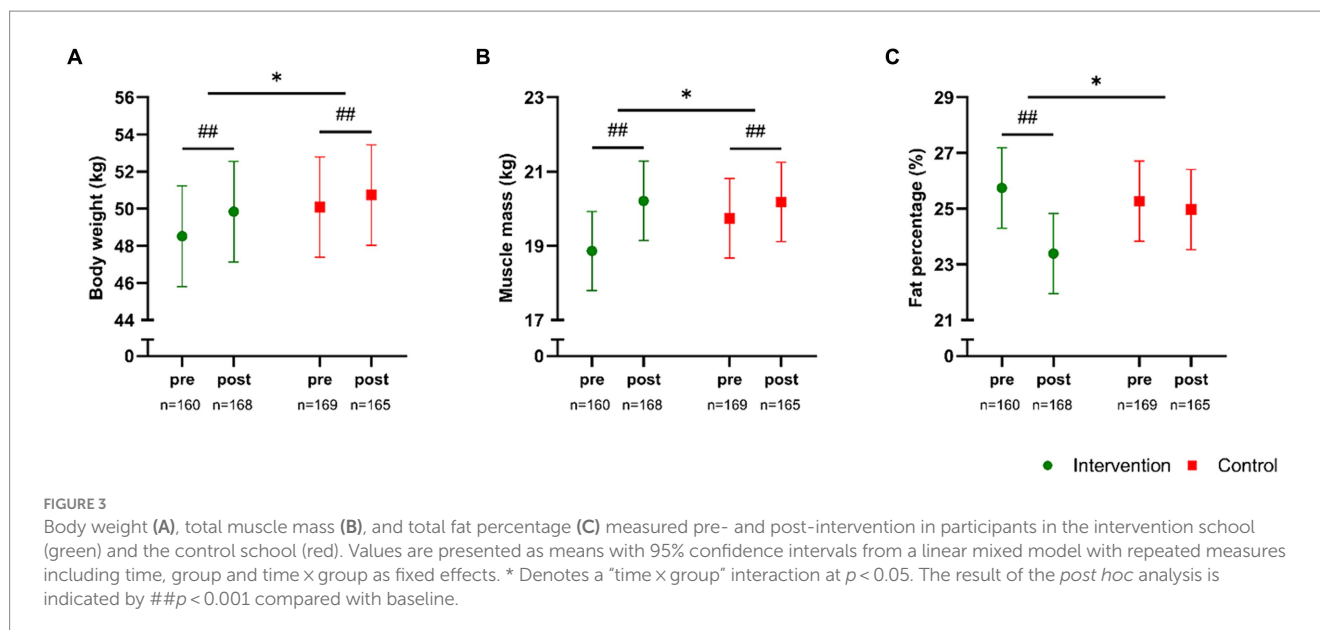 A
B
C
*
*
*
##
##
##
##
##
56
54
52
50
48
46
44
0
Body weight (kg)
pre post pre post
n=160 n=168 n=169 n=165
23
21
19
17
0
Muscle mass (kg)
pre post pre post
n=160 n=168 n=169 n=165
29
27
25
23
21
0
Fat percentage (%)
pre post pre post
n=160 n=168 n=169 n=165
Intervention Control
FIGURE 3
Body weight (A), total muscle mass (B), and total fat percentage (C) measured pre- and post-intervention in participants in the intervention school
(green) and the control school (red). Values are presented as means with 95% confidence intervals from a linear mixed model with repeated measures
including time, group and time × group as fixed effects. * Denotes a "time × group" interaction at p < 0.05. The result of the post hoc analysis is
indicated by ##p < 0.001 compared with baseline.